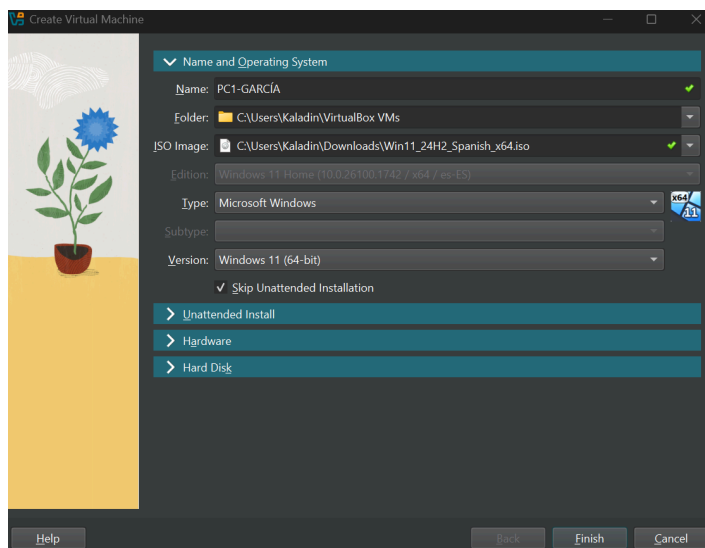 Create Virtual Machine
Name and Operating System
Name: PC1-GARCÍA
Folder: C:\Users\Kaladin\VirtualBox VMs
ISO Image: C:\Users\Kaladin\Downloads\Win11_24H2_Spanish_x64.iso
Edition: Windows 11 Home (10.0.26100.1742 / x64 / es-ES)
Type: Microsoft Windows
x64
11
Subtype:
Version: Windows 11 (64-bit)
Skip Unattended Installation
Unattended Install
Hardware
Hard Disk
Help Back Finish Cancel